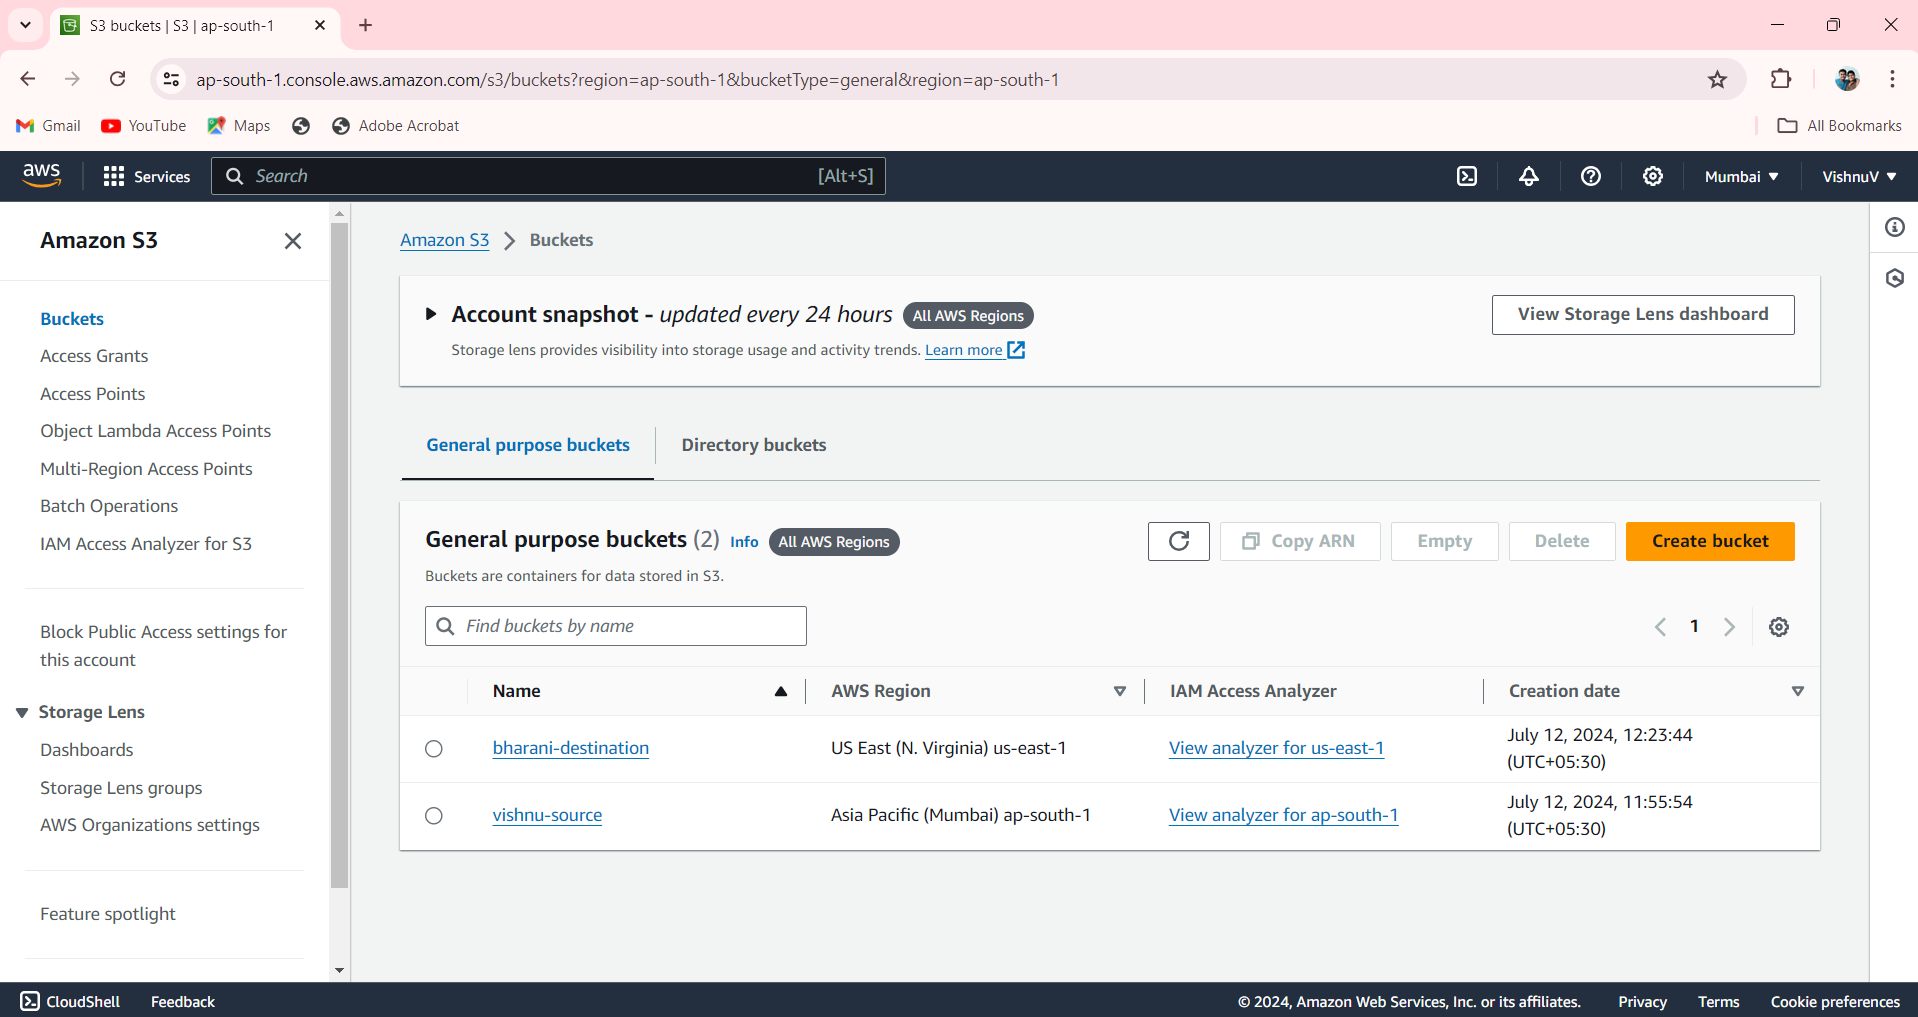 S3 buckets | S3 | ap-south-1
ap-south-1.console.aws.amazon.com/s3/buckets?region=ap-south-1&bucketType=general&region=ap-south-1
Gmail YouTube Maps Adobe Acrobat All Bookmarks
aws Services Search [Alt+S] Mumbai VishnuV
Amazon S3
Buckets
Access Grants
Access Points
Object Lambda Access Points
Multi-Region Access Points
Batch Operations
IAM Access Analyzer for S3
Block Public Access settings for
this account
Storage Lens
Dashboards
Storage Lens groups
AWS Organizations settings
Feature spotlight
Amazon S3 Buckets
Account snapshot - updated every 24 hours All AWS Regions View Storage Lens dashboard
Storage lens provides visibility into storage usage and activity trends. Learn more
General purpose buckets Directory buckets
General purpose buckets (2) Info All AWS Regions Copy ARN Empty Delete Create bucket
Buckets are containers for data stored in S3.
Find buckets by name 1
Name AWS Region IAM Access Analyzer Creation date
bharani-destination US East (N. Virginia) us-east-1 View analyzer for us-east-1 July 12, 2024, 12:23:44
(UTC+05:30)
vishnu-source Asia Pacific (Mumbai) ap-south-1 View analyzer for ap-south-1 July 12, 2024, 11:55:54
(UTC+05:30)
CloudShell Feedback © 2024, Amazon Web Services, Inc. or its affiliates. Privacy Terms Cookie preferences